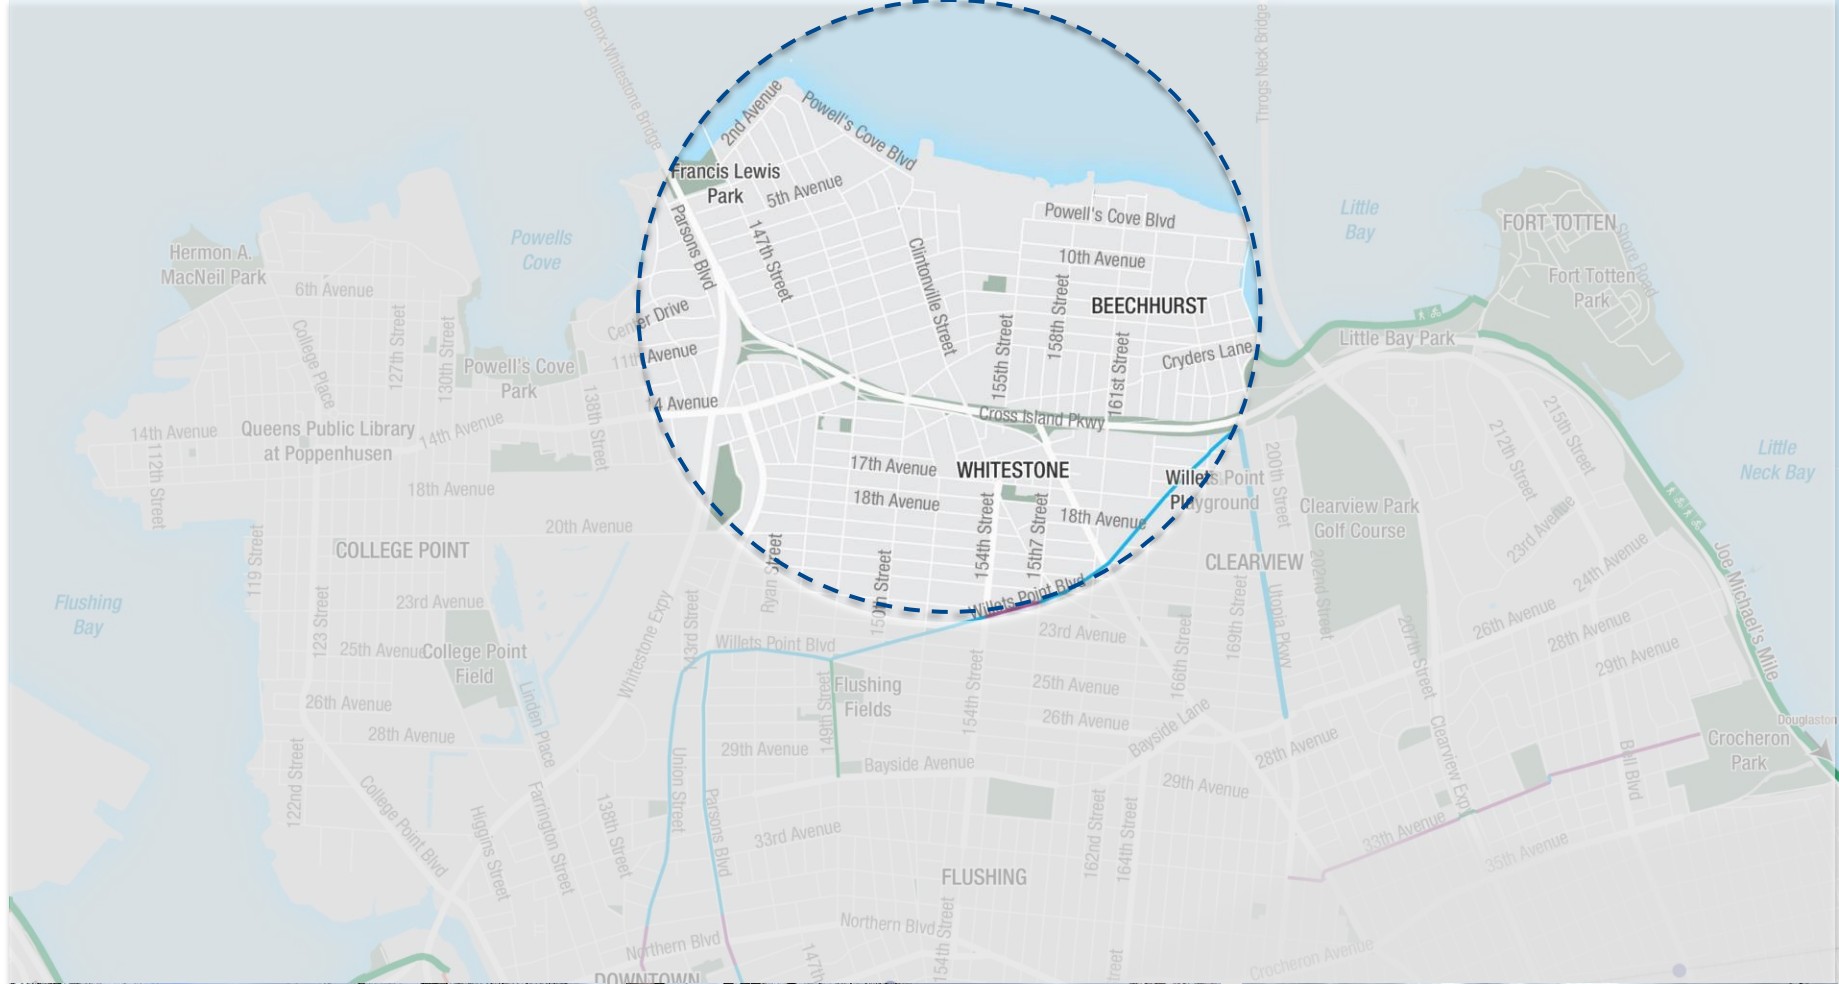 Bronx-Whitestone Bridge
Throgs Neck Bridge
2nd Avenue
Powell's Cove Blvd
Francis Lewis
Park
5th Avenue
Parsons Blvd
147th Street
Clintonville Street
Powell's Cove Blvd
10th Avenue
158th Street
BEECHHURST
155th Street
161st Street
Cryders Lane
Center Drive
11th Avenue
14 Avenue
Cross Island Pkwy
17th Avenue
WHITESTONE
18th Avenue
154th Street
15th7 Street
18th Avenue
Willets Point
Playground
Ryan Street
150th Street
Willets Point Blvd
Hermon A.
MacNeil Park
Powells
Cove
6th Avenue
College Place
127th Street
130th Street
Powell's Cove
Park
138th Street
14th Avenue
Queens Public Library
at Poppenhusen
14th Avenue
112th Street
18th Avenue
20th Avenue
119 Street
COLLEGE POINT
Flushing
Bay
123 Street
23rd Avenue
25th Avenue
College Point
Field
26th Avenue
28th Avenue
122nd Street
Linden Place
College Point Blvd
Higgins Street
Farrington Street
138th Street
Whitestone Expy
143rd Street
Willets Point Blvd
Union Street
Parsons Blvd
29th Avenue
149th Street
Flushing
Fields
Bayside Avenue
33rd Avenue
Northern Blvd
DOWNTOWN
147th
Northern Blvd
154th Street
FLUSHING
154th Street
23rd Avenue
25th Avenue
26th Avenue
166th Street
169th Street
Bayside Lane
29th Avenue
28th Avenue
162nd Street
164th Street
treet
Crocheron Avenue
Little
Bay
FORT TOTTEN
Shore Road
Fort Totten
Park
Little Bay Park
Little
Neck Bay
215th Street
212th Street
200th Street
Clearview Park
Golf Course
23rd Avenue
24th Avenue
CLEARVIEW
202nd Street
Utopia Pkwy
207th Street
26th Avenue
28th Avenue
29th Avenue
Joe Michael's Mile
Clearview Exp
Bell Blvd
Douglaston
Crocheron
Park
33th Avenue
35th Avenue